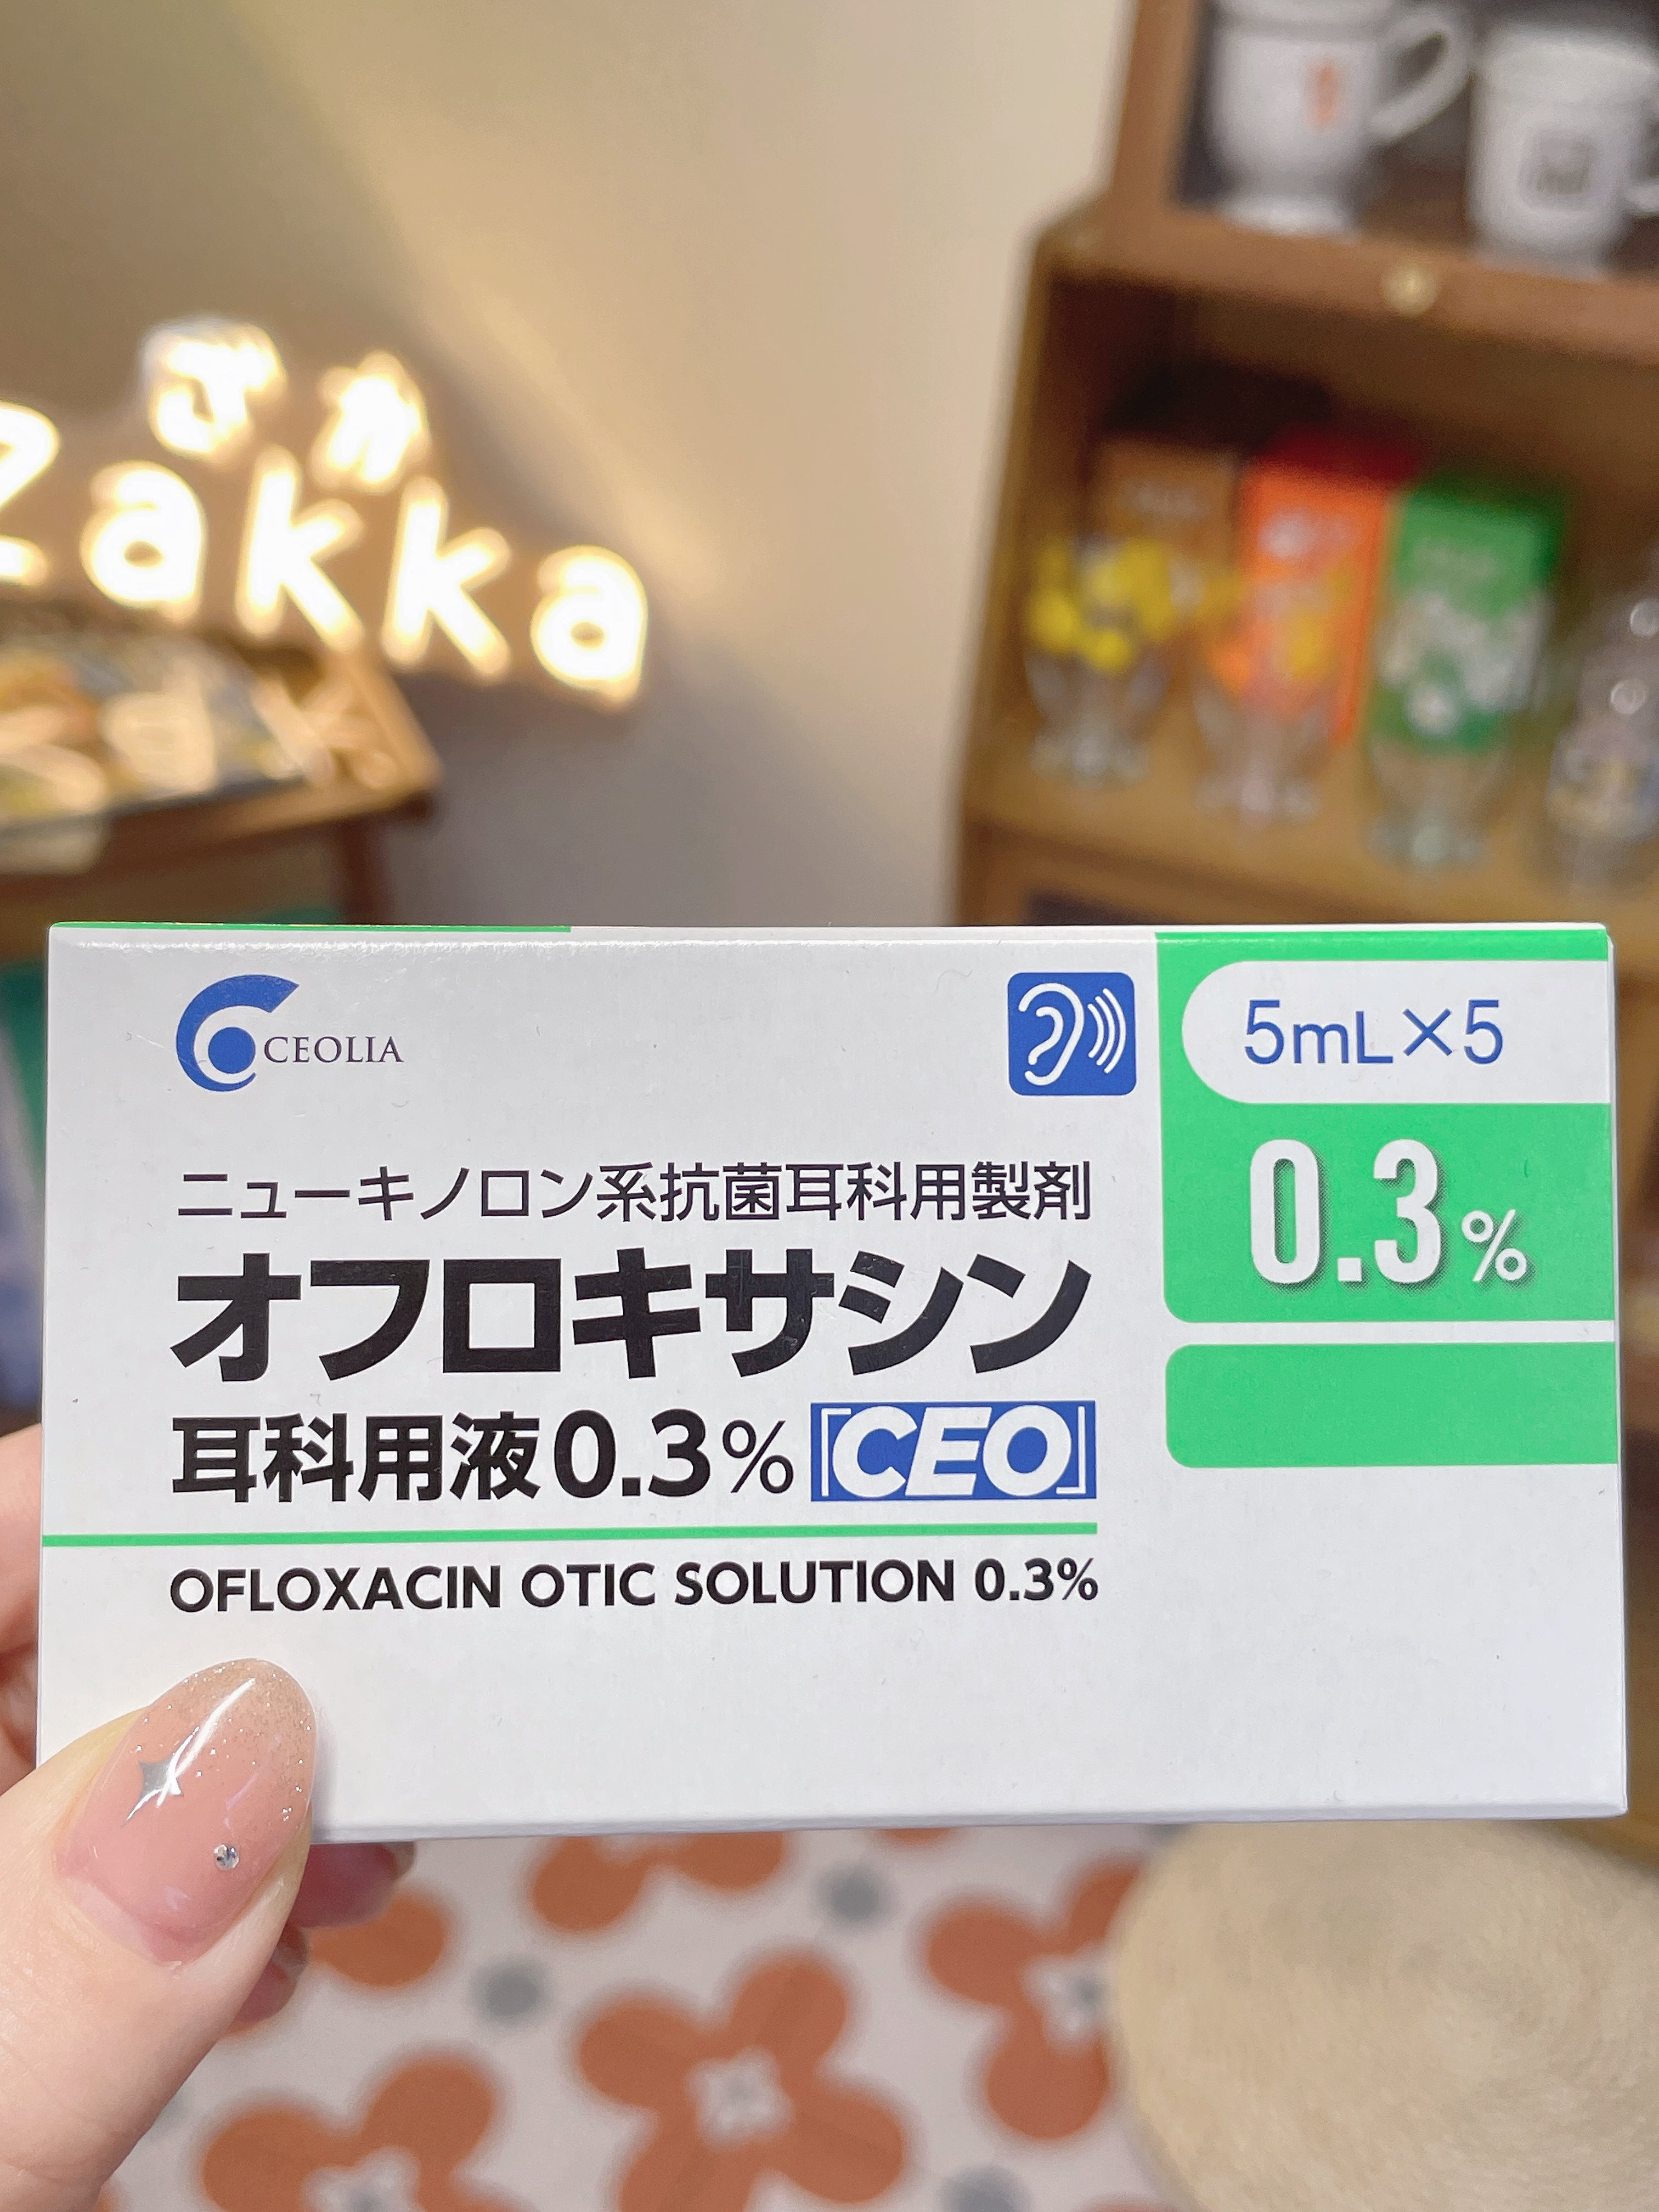 Zakka
CEOLIA
5mL×5
0.3%
ニューキノロン系抗菌耳科用製剤
オフロキサシン
耳科用液0.3%「CEO」
OFLOXACIN OTIC SOLUTION 0.3%